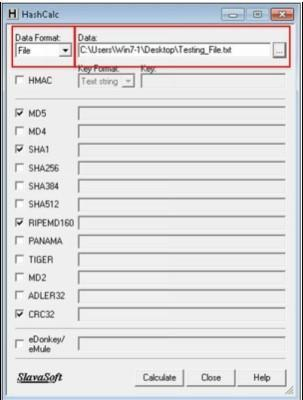 HashCalc
Data Format: Data:
File C:\Users\Win7-1\Desktop\Testing_File.txt ...
Key Format: Key:
HMAC Text string
MD5
MD4
SHA1
SHA256
SHA384
SHA512
RIPEMD160
PANAMA
TIGER
MD2
ADLER32
CRC32
eDonkey/
eMule
SlavaSoft Calculate Close Help